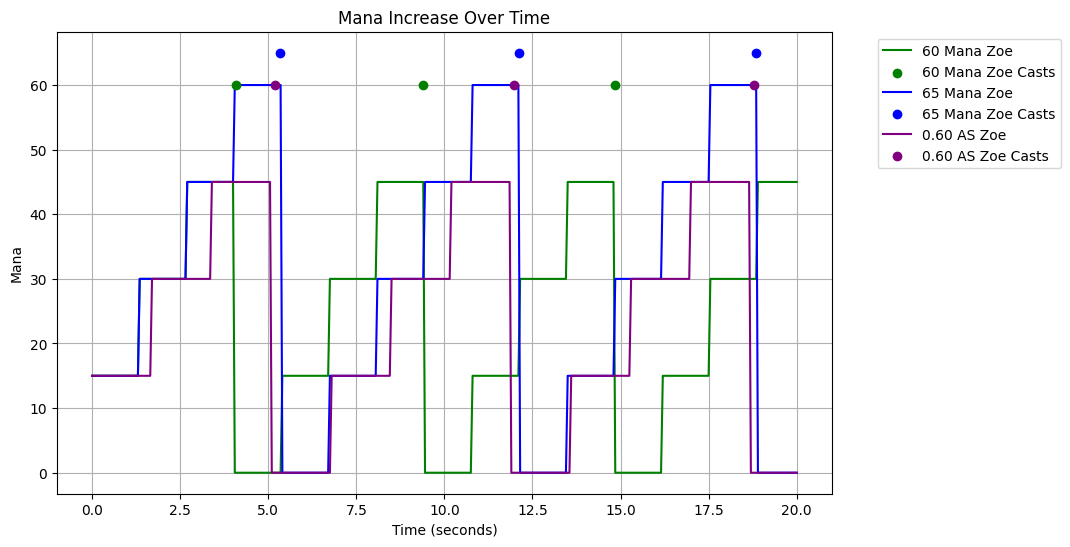 Mana Increase Over Time
60 Mana Zoe
60 Mana Zoe Casts
65 Mana Zoe
65 Mana Zoe Casts
0.60 AS Zoe
0.60 AS Zoe Casts
Mana
60
50
40
30
20
10
0
0.0 2.5 5.0 7.5 10.0 12.5 15.0 17.5 20.0
Time (seconds)